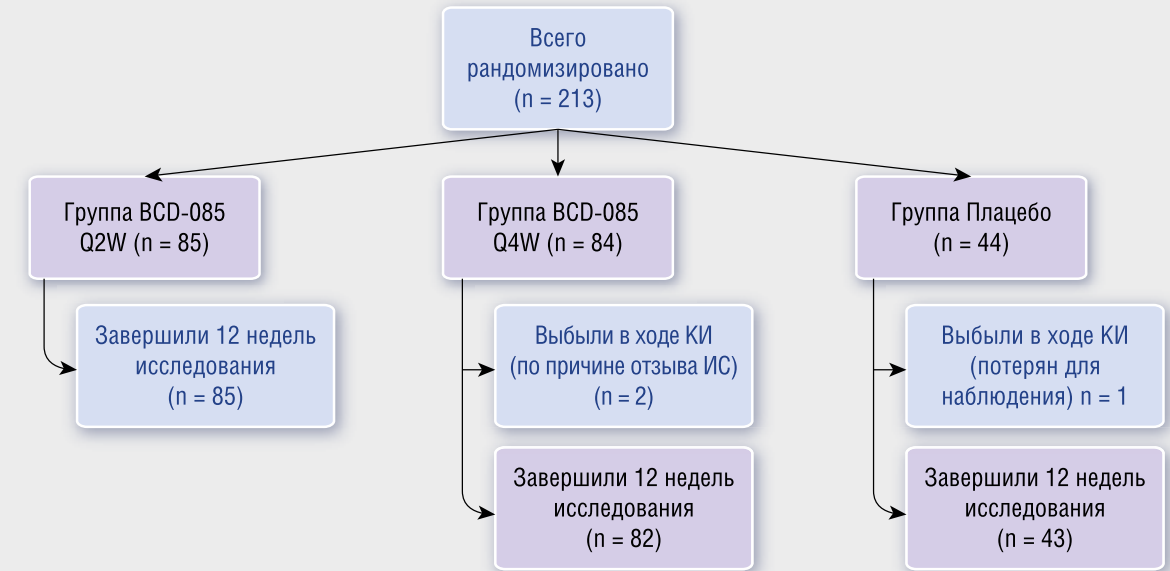 Всего
рандомизировано
(n = 213)
Группа BCD-085
Q2W (n = 85)
Группа BCD-085
Q4W (n = 84)
Группа Плацебо
(n = 44)
Завершили 12 недель
исследования
(n = 85)
Выбыли в ходе КИ
(по причине отзыва ИС)
(n = 2)
Выбыли в ходе КИ
(потерян для
наблюдения) n = 1
Завершили 12 недель
исследования
(n = 82)
Завершили 12 недель
исследования
(n = 43)